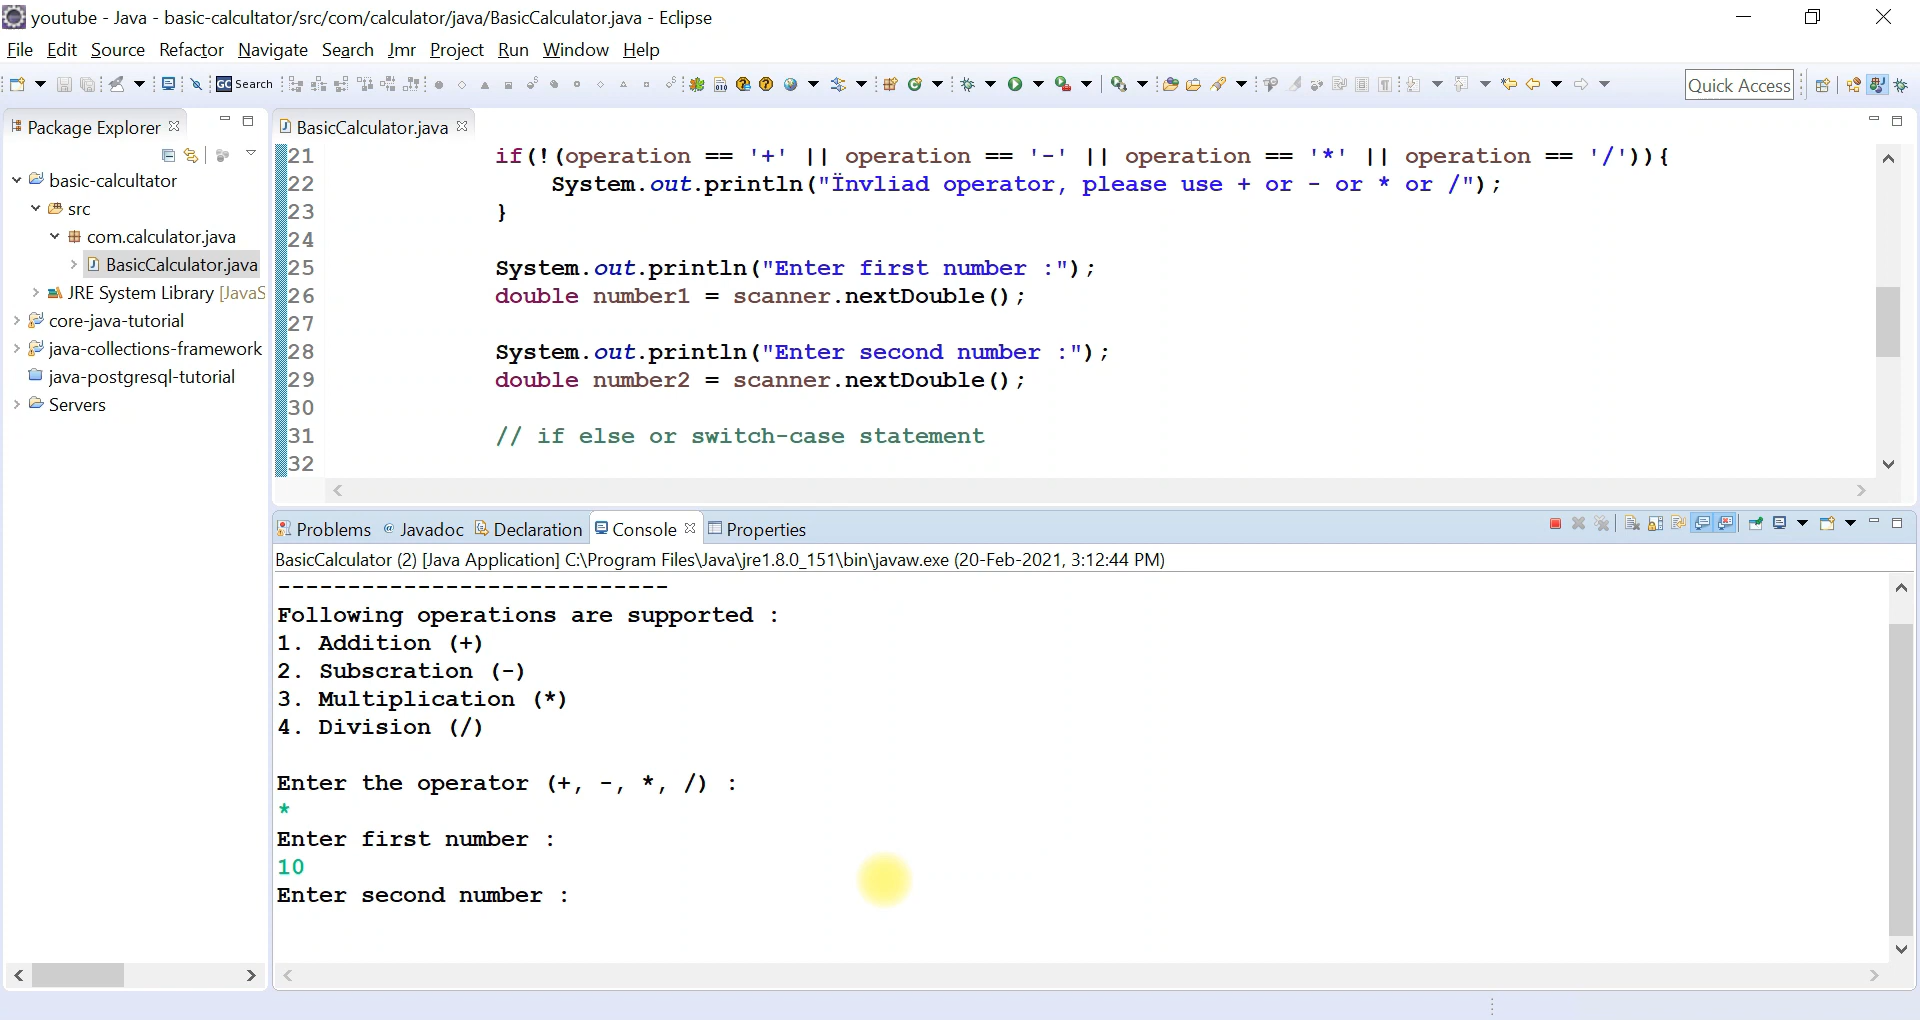 youtube - Java - basic-calcultator/src/com/calculator/java/BasicCalculator.java - Eclipse
File Edit Source Refactor Navigate Search Jmr Project Run Window Help
GC Search
Quick Access
Package Explorer
BasicCalculator.java
basic-calcultator
src
com.calculator.java
BasicCalculator.java
JRE System Library [JavaS
core-java-tutorial
java-collections-framework
java-postgresql-tutorial
Servers
21 if(!(operation == '+' || operation == '-' || operation == '*' || operation == '/')){
22 System.out.println("Ïnvliad operator, please use + or - or * or /");
23 }
24
25 System.out.println("Enter first number :");
26 double number1 = scanner.nextDouble();
27
28 System.out.println("Enter second number :");
29 double number2 = scanner.nextDouble();
30
31 // if else or switch-case statement
32
Problems @ Javadoc Declaration Console Properties
BasicCalculator (2) [Java Application] C:\Program Files\Java\jre1.8.0_151\bin\javaw.exe (20-Feb-2021, 3:12:44 PM)
----------------------------
Following operations are supported :
1. Addition (+)
2. Subscration (-)
3. Multiplication (*)
4. Division (/)
Enter the operator (+, -, *, /) :
*
Enter first number :
10
Enter second number :